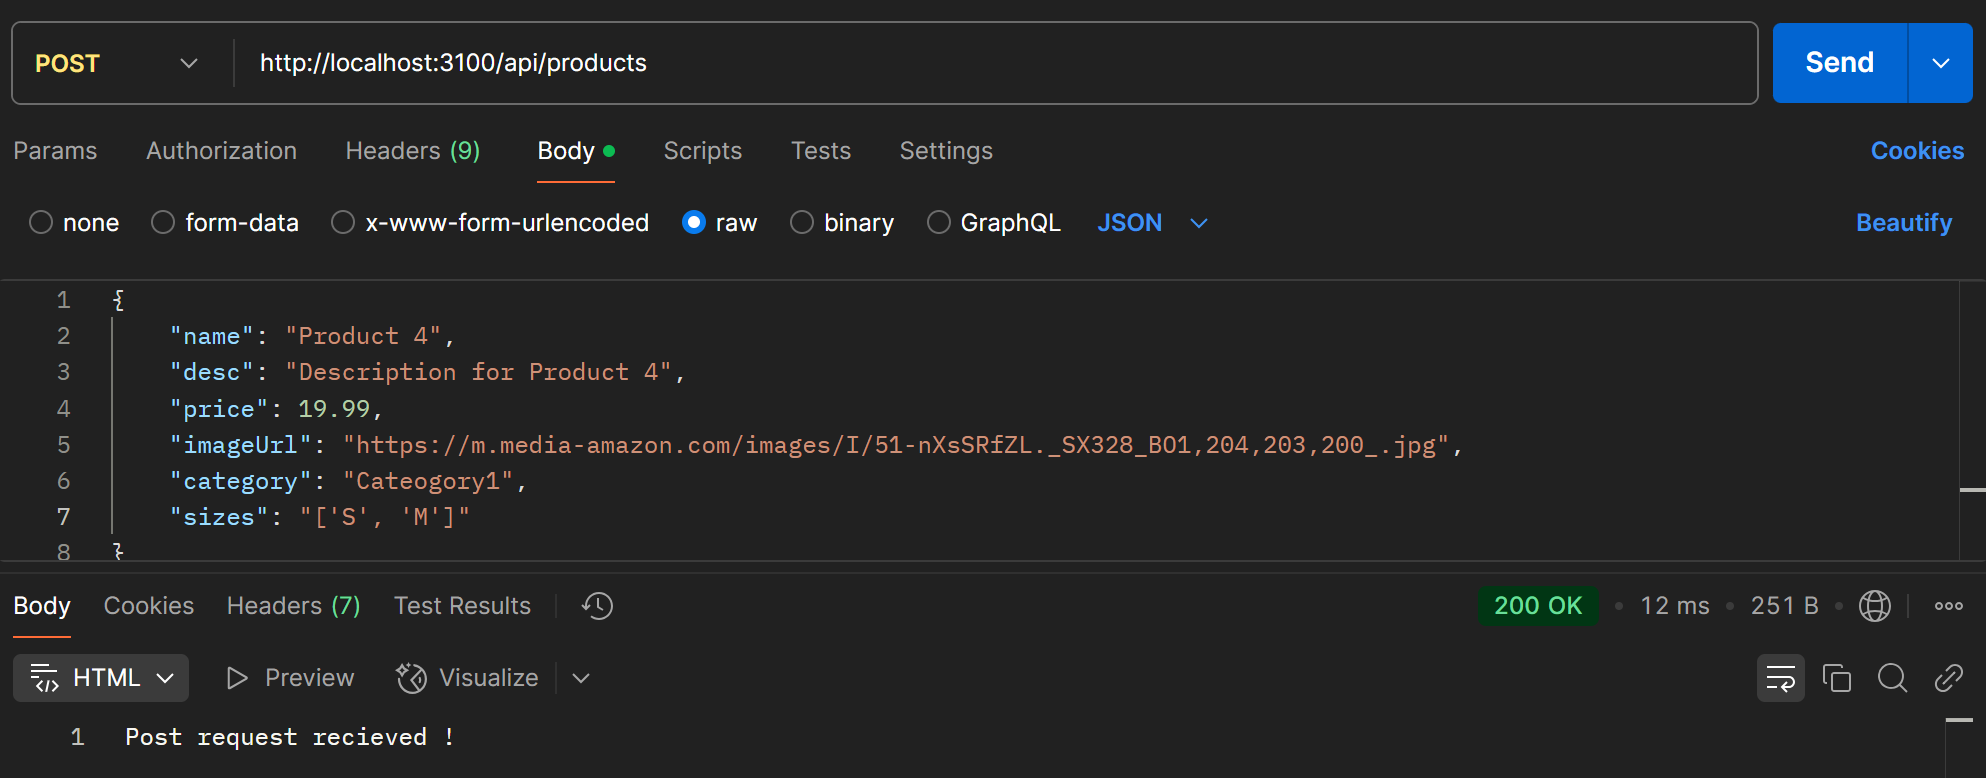 POST http://localhost:3100/api/products Send
Params Authorization Headers (9) Body Scripts Tests Settings Cookies
none form-data x-www-form-urlencoded raw binary GraphQL JSON Beautify
1 {
2 "name": "Product 4",
3 "desc": "Description for Product 4",
4 "price": 19.99,
5 "imageUrl": "https://m.media-amazon.com/images/I/51-nXsSRfZL._SX328_BO1,204,203,200_.jpg",
6 "category": "Cateogory1",
7 "sizes": "['S', 'M']"
8 }
Body Cookies Headers (7) Test Results 200 OK 12 ms 251 B
HTML Preview Visualize
1 Post request recieved !